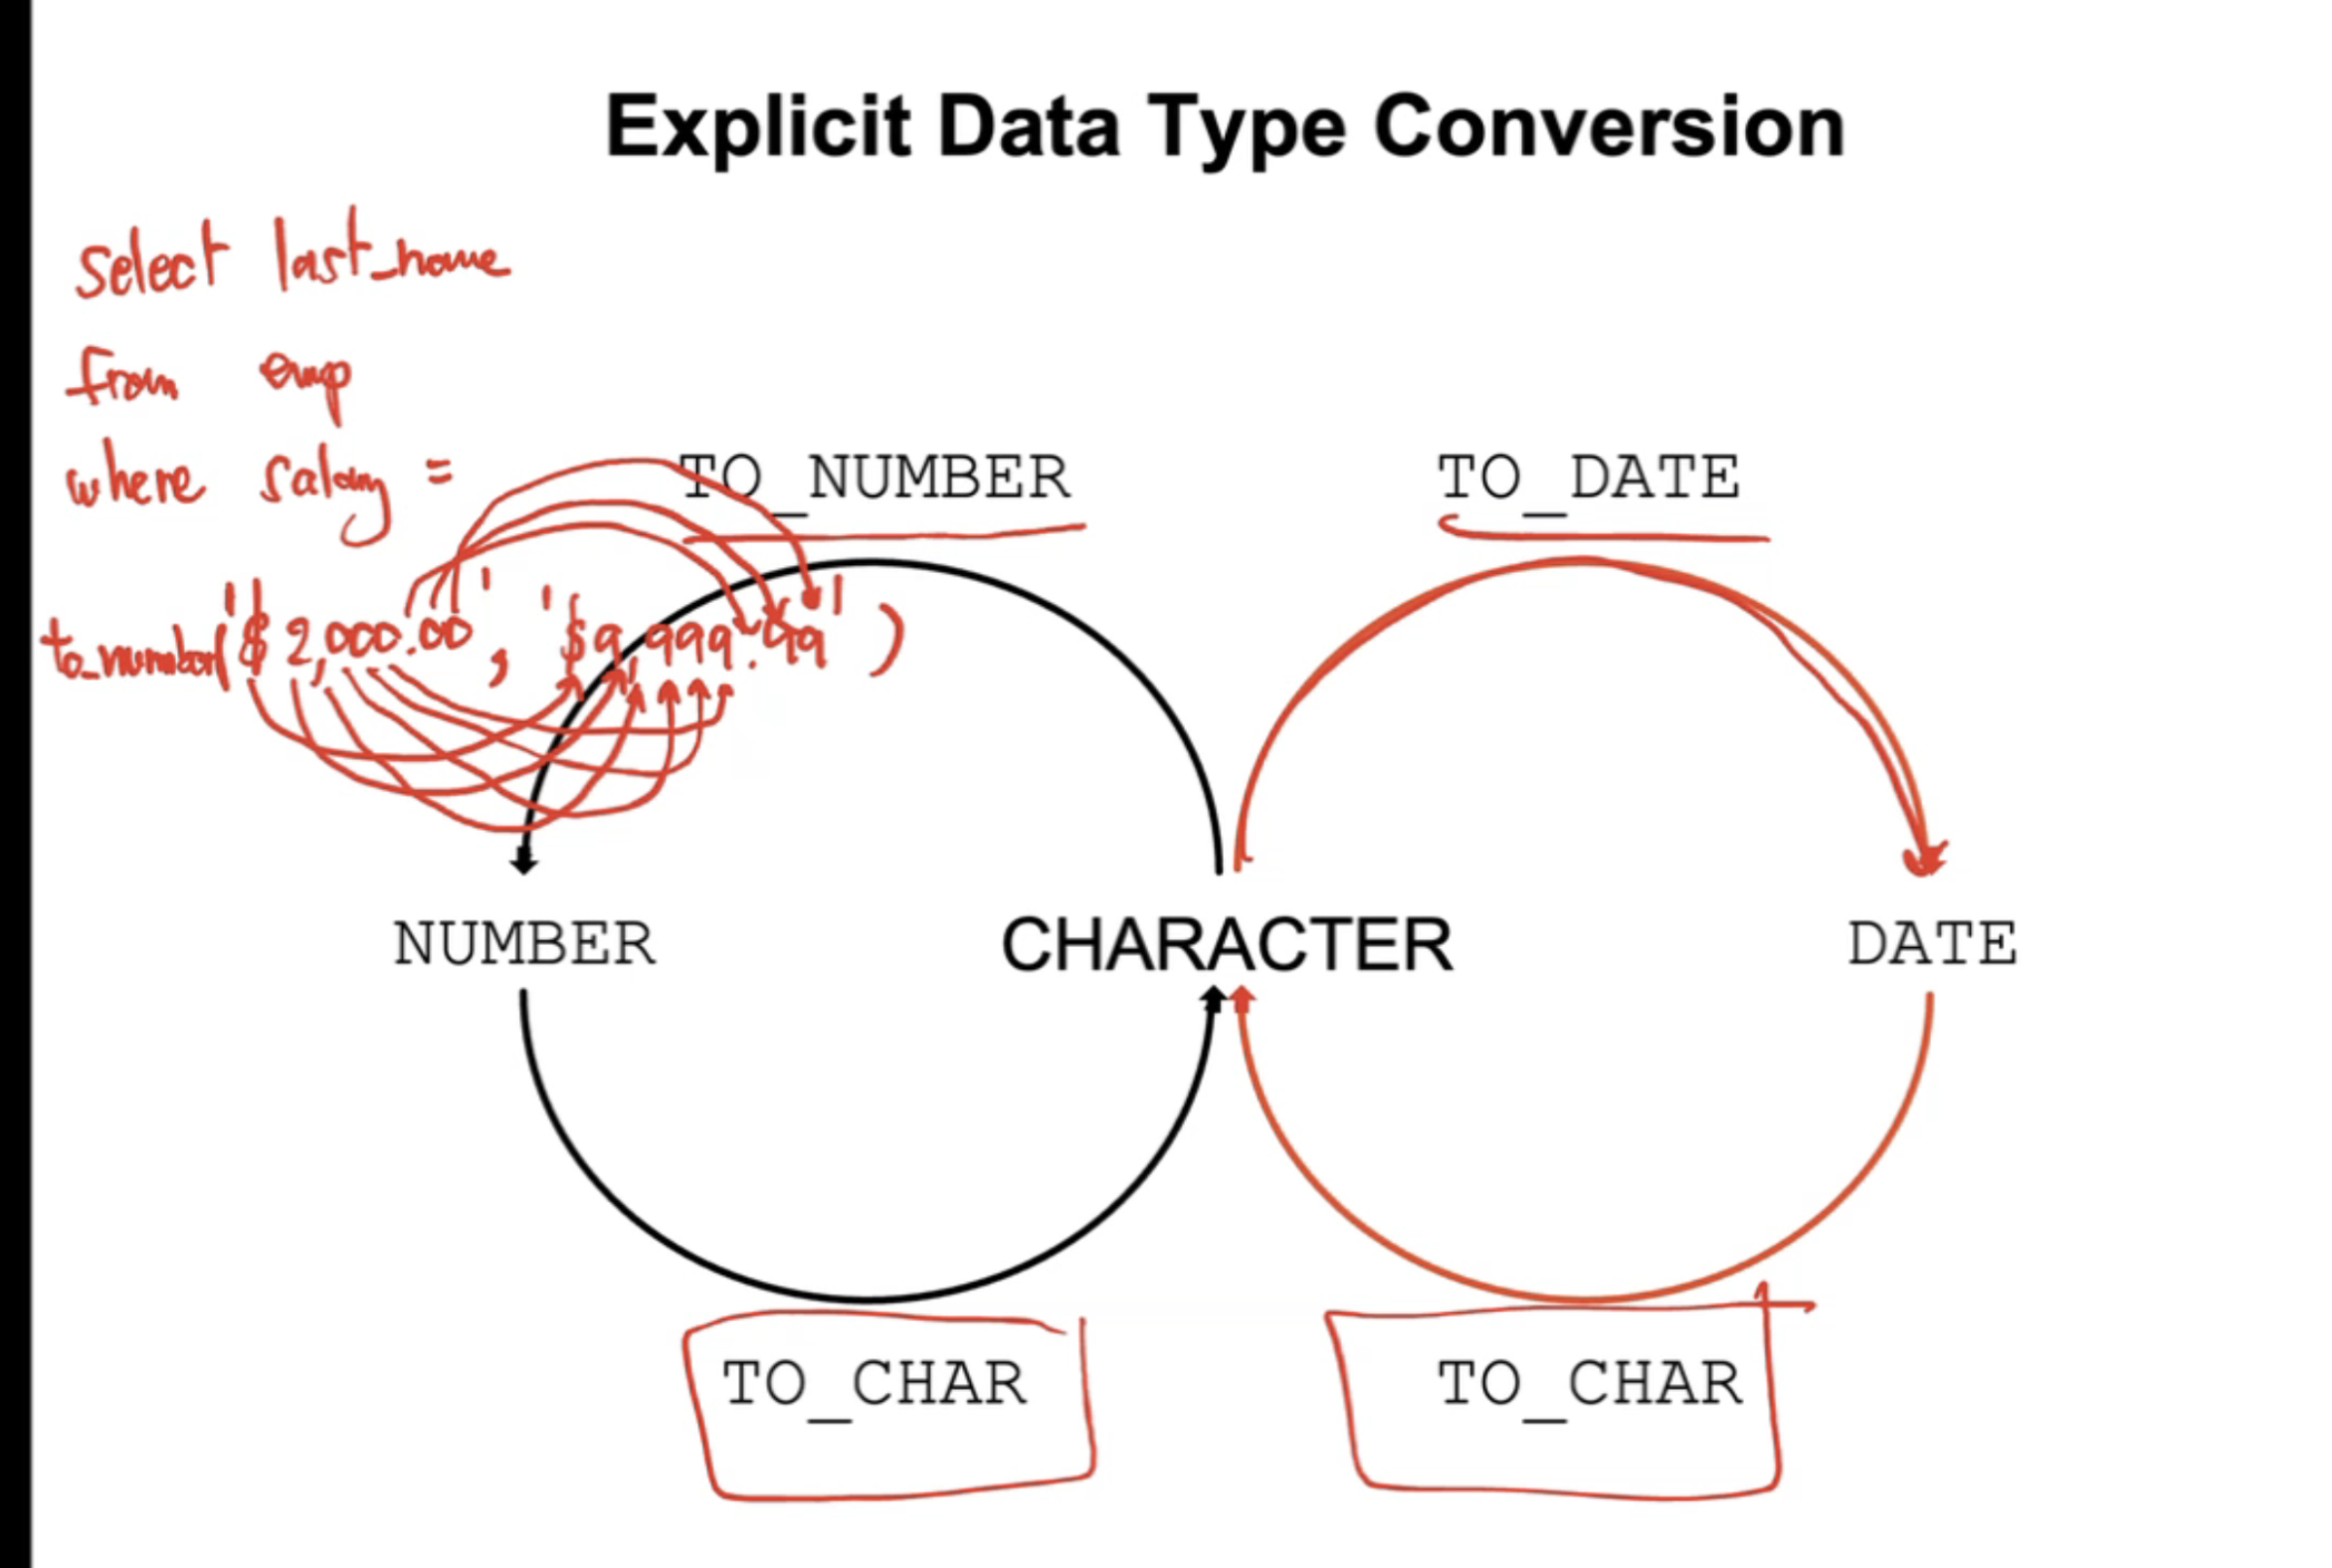 Explicit Data Type Conversion
select last_name
from emp
where salary =
to_number('$2,000.00', '$9,999.99')
TO_NUMBER
TO_DATE
NUMBER
CHARACTER
DATE
TO_CHAR
TO_CHAR